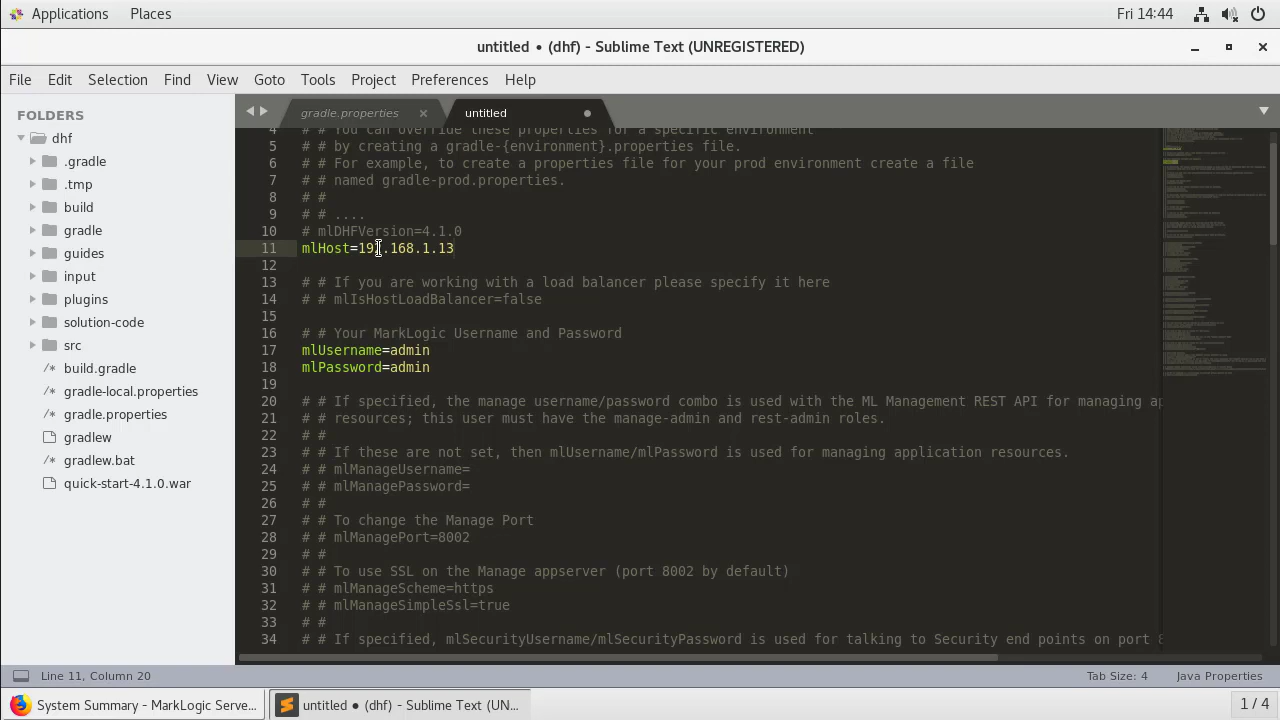 Applications Places Fri 14:44
untitled • (dhf) - Sublime Text (UNREGISTERED)
File Edit Selection Find View Goto Tools Project Preferences Help
FOLDERS
dhf
.gradle
.tmp
build
gradle
guides
input
plugins
solution-code
src
build.gradle
gradle-local.properties
gradle.properties
gradlew
gradlew.bat
quick-start-4.1.0.war
gradle.properties untitled
4 # # You can override these properties for a specific environment
5 # # by creating a gradle-{environment}.properties file.
6 # # For example, to create a properties file for your prod environment create a file
7 # # named gradle-prod.properties.
8 # #
9 # # ....
10 # mlDHFVersion=4.1.0
11 mlHost=192.168.1.13
12
13 # # If you are working with a load balancer please specify it here
14 # # mlIsHostLoadBalancer=false
15
16 # # Your MarkLogic Username and Password
17 mlUsername=admin
18 mlPassword=admin
19
20 # # If specified, the manage username/password combo is used with the ML Management REST API for managing ap
21 # # resources; this user must have the manage-admin and rest-admin roles.
22 # #
23 # # If these are not set, then mlUsername/mlPassword is used for managing application resources.
24 # # mlManageUsername=
25 # # mlManagePassword=
26 # #
27 # # To change the Manage Port
28 # # mlManagePort=8002
29 # #
30 # # To use SSL on the Manage appserver (port 8002 by default)
31 # # mlManageScheme=https
32 # # mlManageSimpleSsl=true
33 # #
34 # # If specified, mlSecurityUsername/mlSecurityPassword is used for talking to Security end points on port 8
Line 11, Column 20 Tab Size: 4 Java Properties
System Summary - MarkLogic Serve... untitled • (dhf) - Sublime Text (UN... 1 / 4